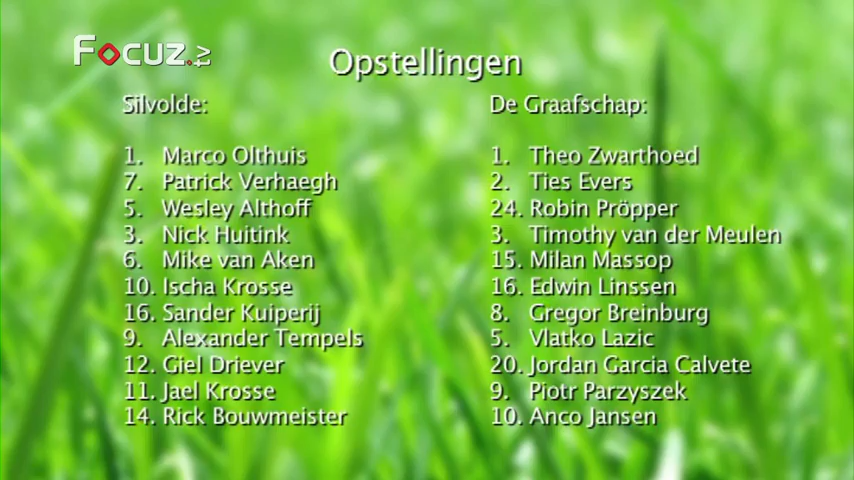 Focuz.tv
Opstellingen
Silvolde:
1. Marco Olthuis
7. Patrick Verhaegh
5. Wesley Althoff
3. Nick Huitink
6. Mike van Aken
10. Ischa Krosse
16. Sander Kuiperij
9. Alexander Tempels
12. Giel Driever
11. Jael Krosse
14. Rick Bouwmeister
De Graafschap:
1. Theo Zwarthoed
2. Ties Evers
24. Robin Pröpper
3. Timothy van der Meulen
15. Milan Massop
16. Edwin Linssen
8. Gregor Breinburg
5. Vlatko Lazic
20. Jordan Garcia Calvete
9. Piotr Parzyszek
10. Anco Jansen